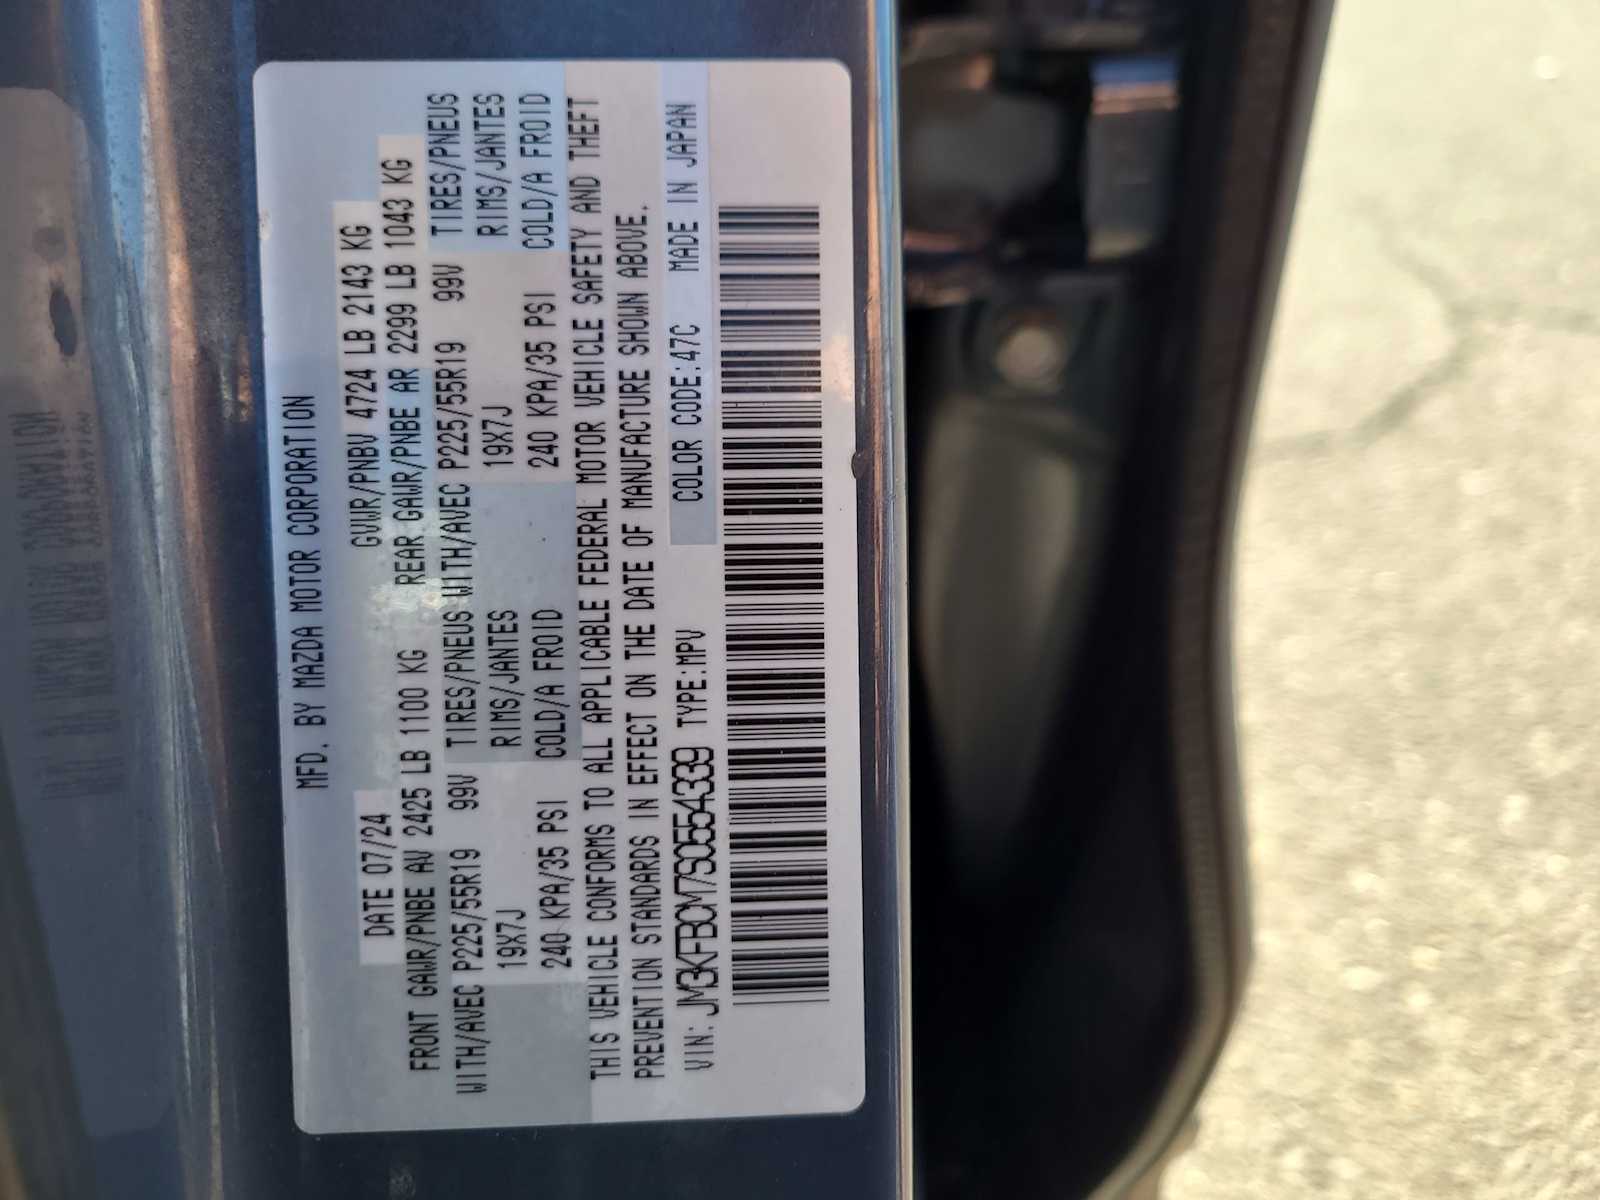 MFD. BY MAZDA MOTOR CORPORATION
DATE 07/24 GVWR/PNBV 4724 LB 2143 KG
FRONT GAWR/PNBE AV 2425 LB 1100 KG REAR GAWR/PNBE AR 2299 LB 1043 KG
WITH/AVEC P225/55R19 99V TIRES/PNEUS WITH/AVEC P225/55R19 99V TIRES/PNEUS
19X7J RIMS/JANTES 19X7J RIMS/JANTES
240 KPA/35 PSI COLD/A FROID 240 KPA/35 PSI COLD/A FROID
THIS VEHICLE CONFORMS TO ALL APPLICABLE FEDERAL MOTOR VEHICLE SAFETY AND THEFT
PREVENTION STANDARDS IN EFFECT ON THE DATE OF MANUFACTURE SHOWN ABOVE.
VIN: JM3KFBCM7S0554339 TYPE:MPV COLOR CODE:47C MADE IN JAPAN